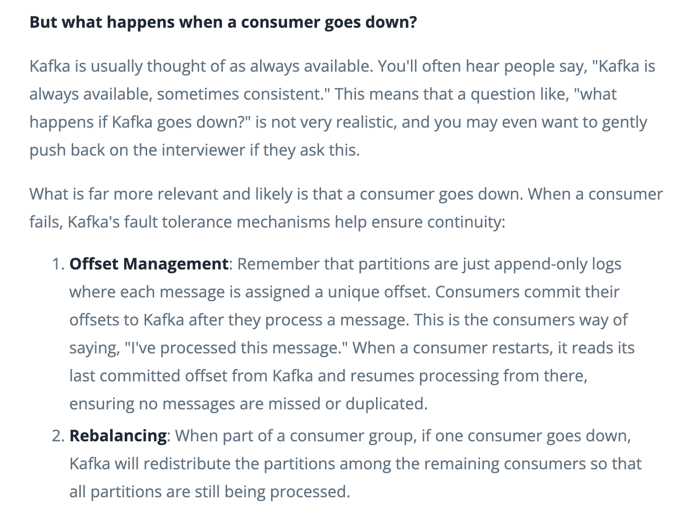 But what happens when a consumer goes down?
Kafka is usually thought of as always available. You'll often hear people say, "Kafka is
always available, sometimes consistent." This means that a question like, "what
happens if Kafka goes down?" is not very realistic, and you may even want to gently
push back on the interviewer if they ask this.
What is far more relevant and likely is that a consumer goes down. When a consumer
fails, Kafka's fault tolerance mechanisms help ensure continuity:
1. Offset Management: Remember that partitions are just append-only logs
where each message is assigned a unique offset. Consumers commit their
offsets to Kafka after they process a message. This is the consumers way of
saying, "I've processed this message." When a consumer restarts, it reads its
last committed offset from Kafka and resumes processing from there,
ensuring no messages are missed or duplicated.
2. Rebalancing: When part of a consumer group, if one consumer goes down,
Kafka will redistribute the partitions among the remaining consumers so that
all partitions are still being processed.